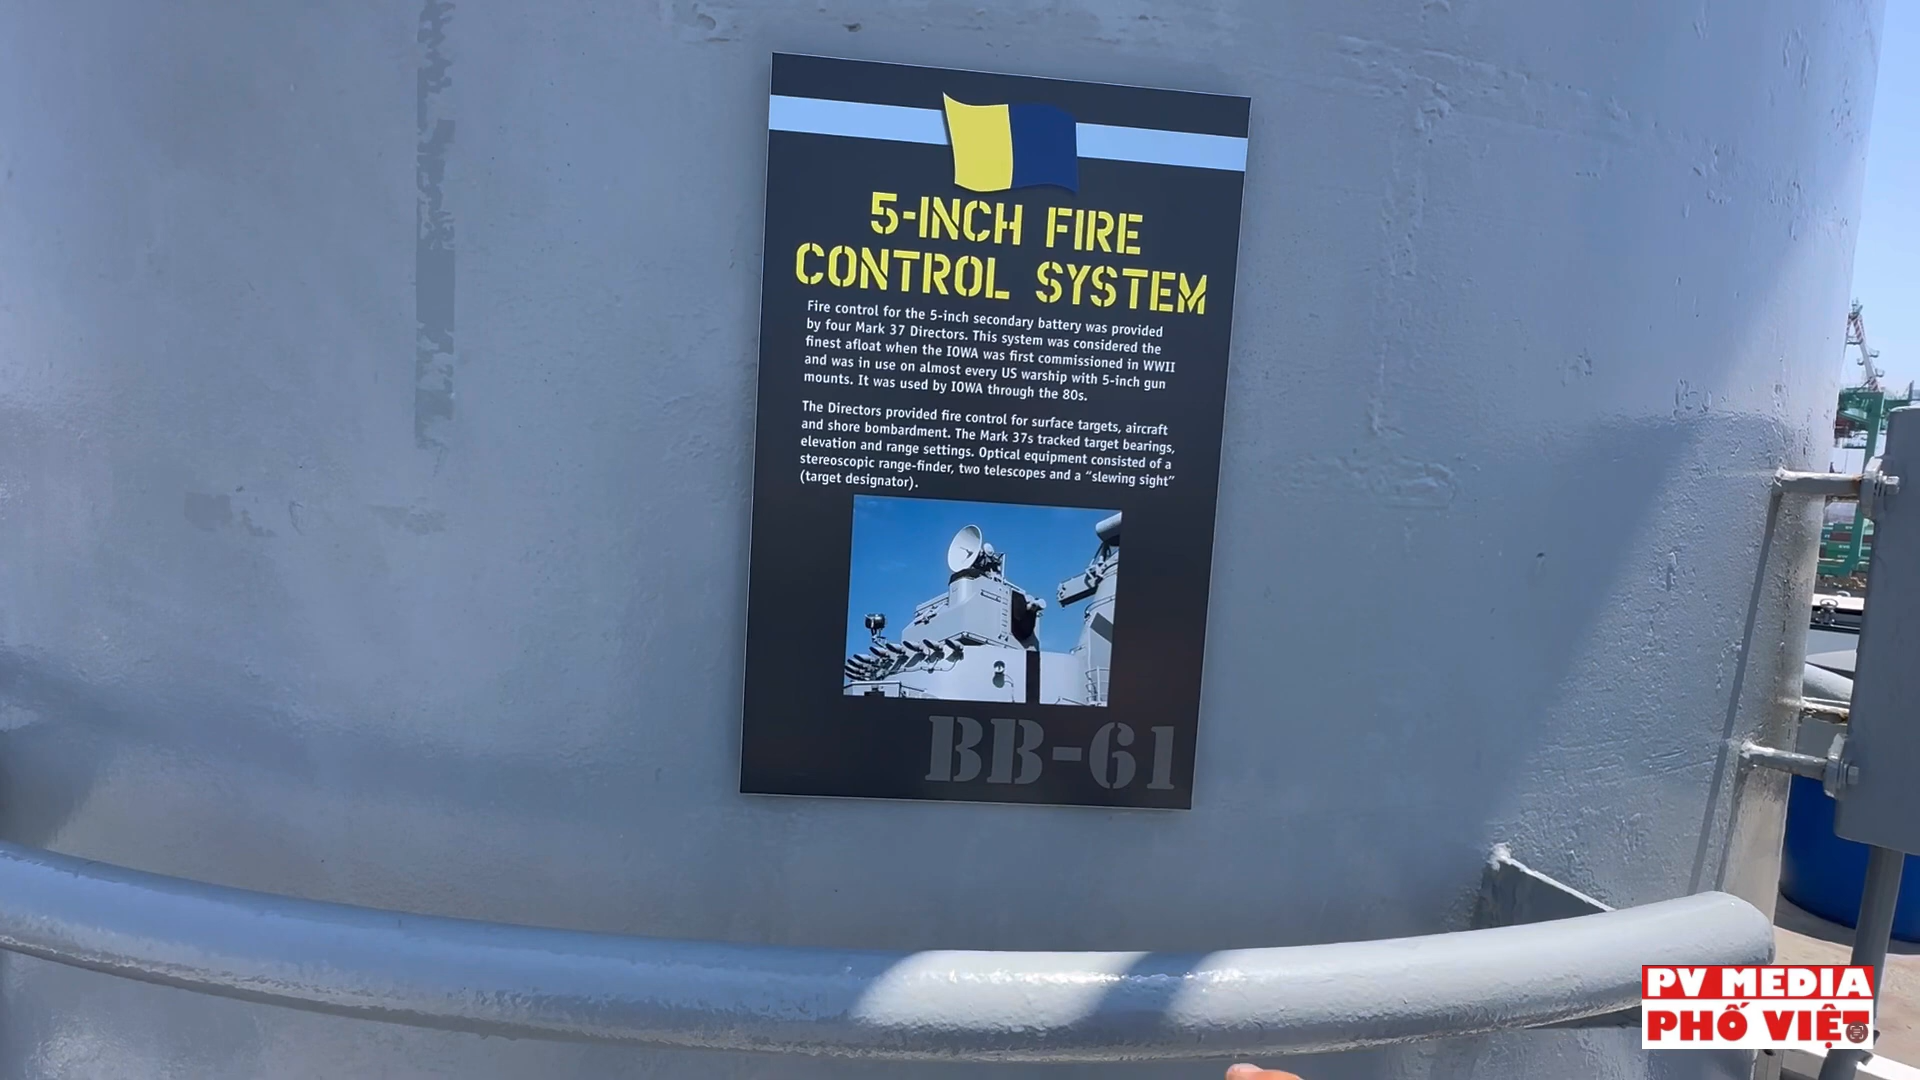 5-INCH FIRE
CONTROL SYSTEM
Fire control for the 5-inch secondary battery was provided
by four Mark 37 Directors. This system was considered the
finest afloat when the IOWA was first commissioned in WWII
and was in use on almost every US warship with 5-inch gun
mounts. It was used by IOWA through the 80s.
The Directors provided fire control for surface targets, aircraft
and shore bombardment. The Mark 37s tracked target bearings,
elevation and range settings. Optical equipment consisted of a
stereoscopic range-finder, two telescopes and a “slewing sight”
(target designator).
BB-61
PV MEDIA
PHỐ VIỆT